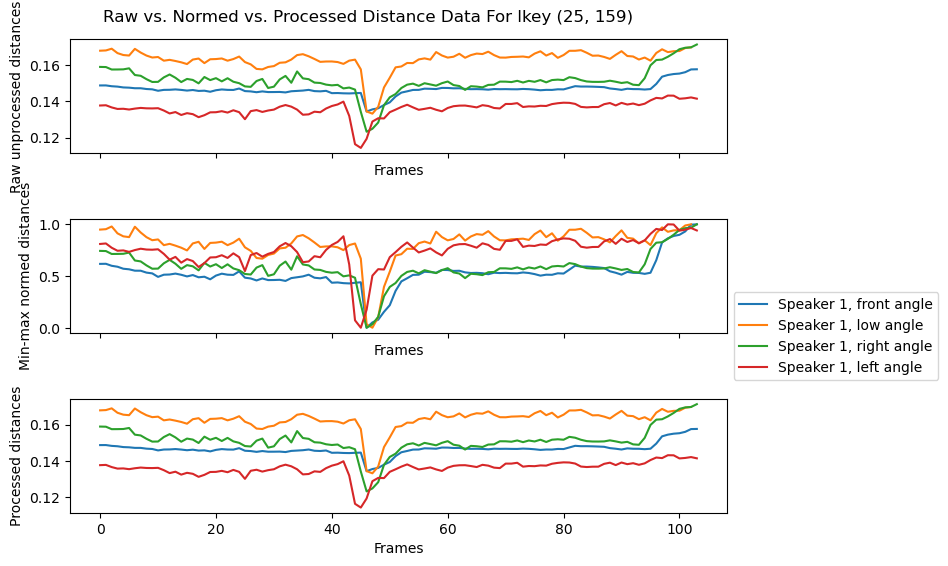 Raw vs. Normed vs. Processed Distance Data For Ikey (25, 159)
Raw unprocessed distances
0.16
0.14
0.12
Frames
Min-max normed distances
1.0
0.5
0.0
Frames
Speaker 1, front angle
Speaker 1, low angle
Speaker 1, right angle
Speaker 1, left angle
Processed distances
0.16
0.14
0.12
0 20 40 60 80 100
Frames